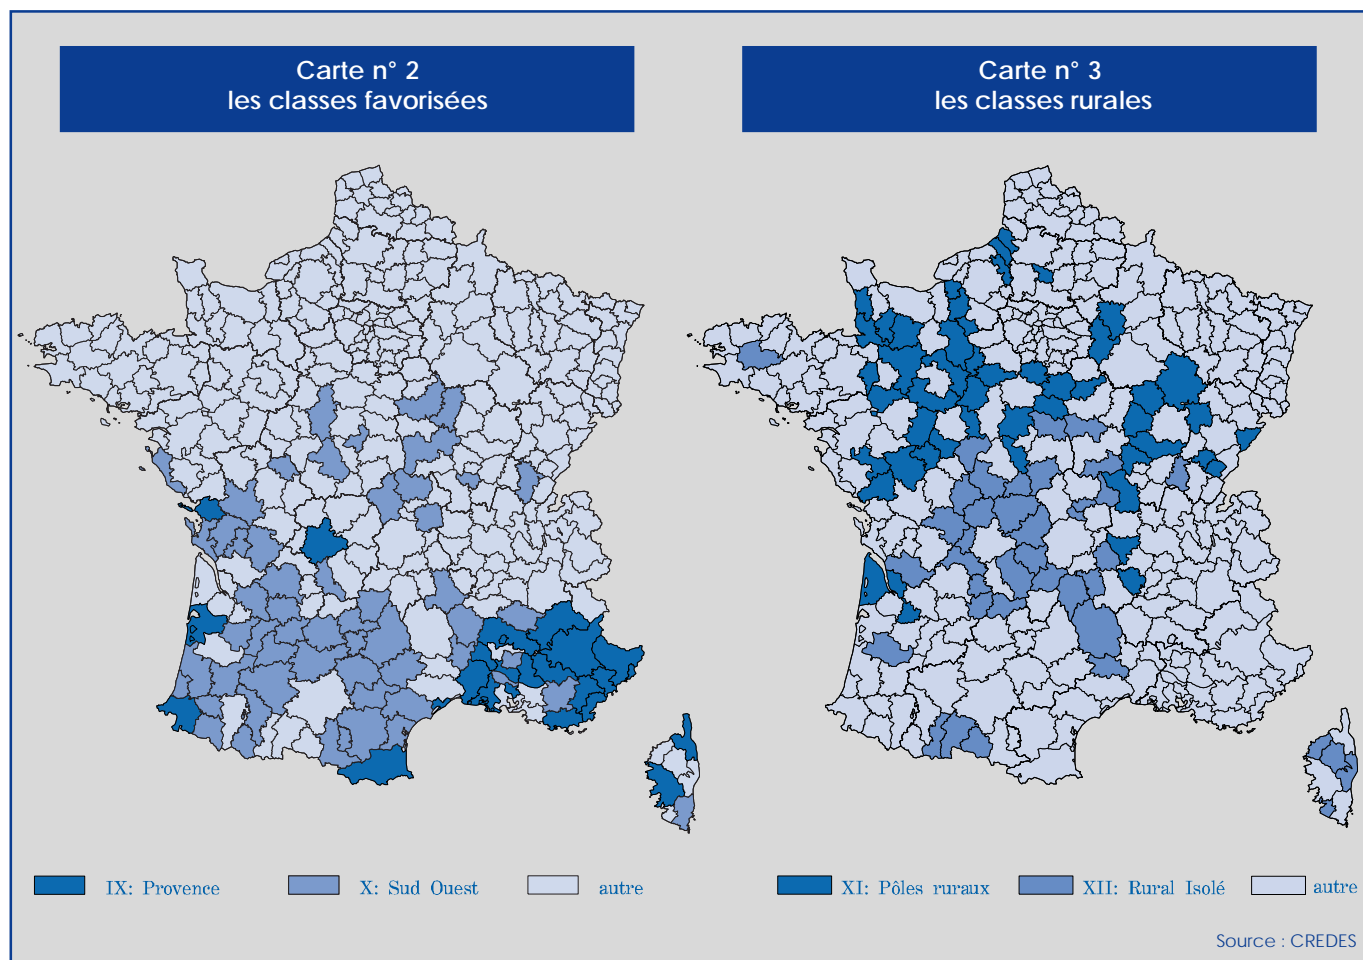 Carte n° 2
les classes favorisées
Carte n° 3
les classes rurales
IX: Provence
X: Sud Ouest
autre
XI: Pôles ruraux
XII: Rural Isolé
autre
Source : CREDES